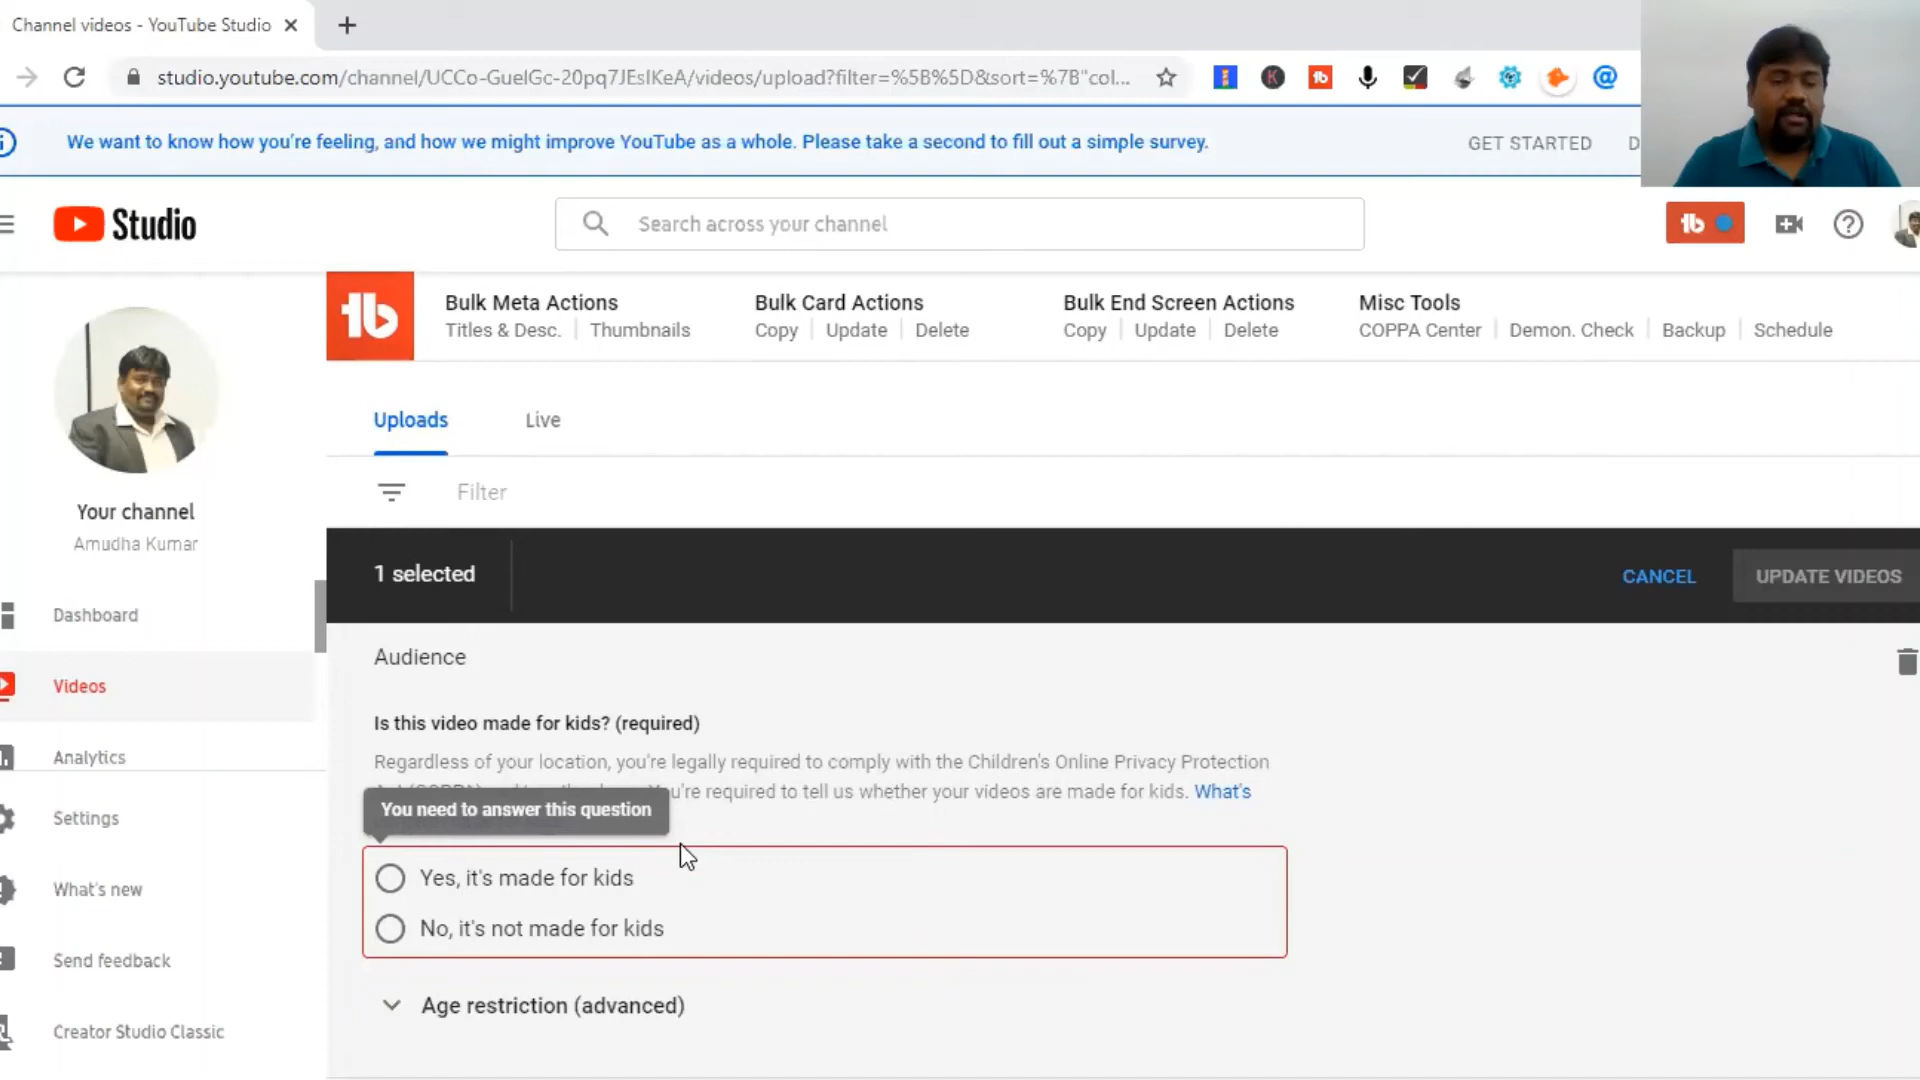 Channel videos - YouTube Studio
studio.youtube.com/channel/UCCo-GuelGc-20pq7JEsIKeA/videos/upload?filter=%5B%5D&sort=%7B"col...
We want to know how you're feeling, and how we might improve YouTube as a whole. Please take a second to fill out a simple survey.
GET STARTED
D
Studio
Search across your channel
Bulk Meta Actions
Titles & Desc.
Thumbnails
Bulk Card Actions
Copy
Update
Delete
Bulk End Screen Actions
Copy
Update
Delete
Misc Tools
COPPA Center
Demon. Check
Backup
Schedule
Uploads
Live
Filter
Your channel
Amudha Kumar
1 selected
CANCEL
UPDATE VIDEOS
Dashboard
Videos
Analytics
Settings
What's new
Send feedback
Creator Studio Classic
Audience
Is this video made for kids? (required)
Regardless of your location, you're legally required to comply with the Children's Online Privacy Protection
You're required to tell us whether your videos are made for kids. What's
You need to answer this question
Yes, it's made for kids
No, it's not made for kids
Age restriction (advanced)